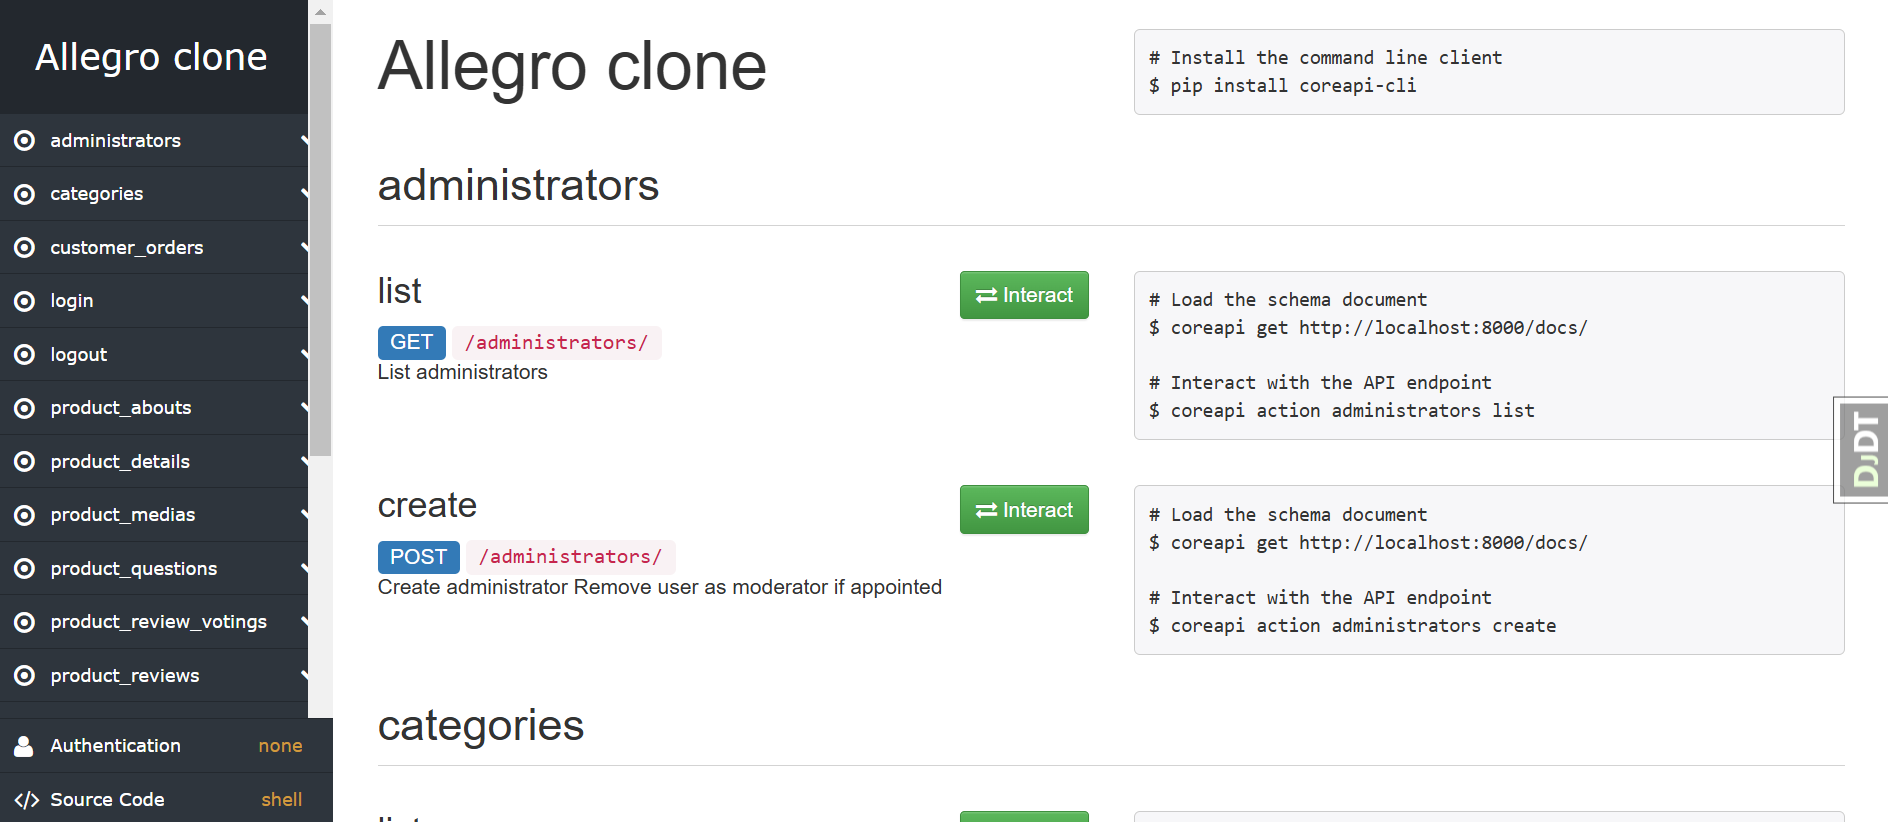 Allegro clone
administrators
categories
customer_orders
login
logout
product_abouts
product_details
product_medias
product_questions
product_review_votings
product_reviews
Authentication none
Source Code shell
Allegro clone
# Install the command line client
$ pip install coreapi-cli
administrators
list
Interact
GET /administrators/
List administrators
# Load the schema document
$ coreapi get http://localhost:8000/docs/
# Interact with the API endpoint
$ coreapi action administrators list
create
Interact
POST /administrators/
Create administrator Remove user as moderator if appointed
# Load the schema document
$ coreapi get http://localhost:8000/docs/
# Interact with the API endpoint
$ coreapi action administrators create
DJDT
categories